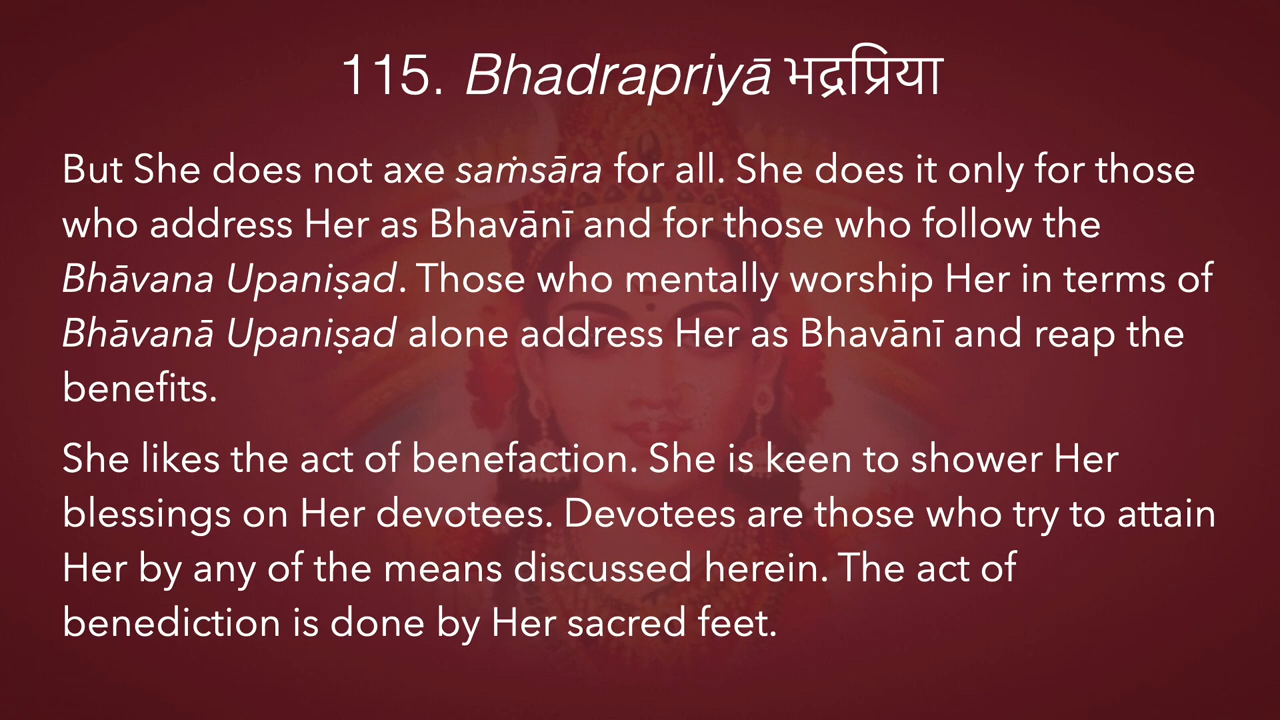 115. Bhadrapriyā भद्रप्रिया
But She does not axe saṁsāra for all. She does it only for those
who address Her as Bhavānī and for those who follow the
Bhāvana Upaniṣad. Those who mentally worship Her in terms of
Bhāvanā Upaniṣad alone address Her as Bhavānī and reap the
benefits.
She likes the act of benefaction. She is keen to shower Her
blessings on Her devotees. Devotees are those who try to attain
Her by any of the means discussed herein. The act of
benediction is done by Her sacred feet.